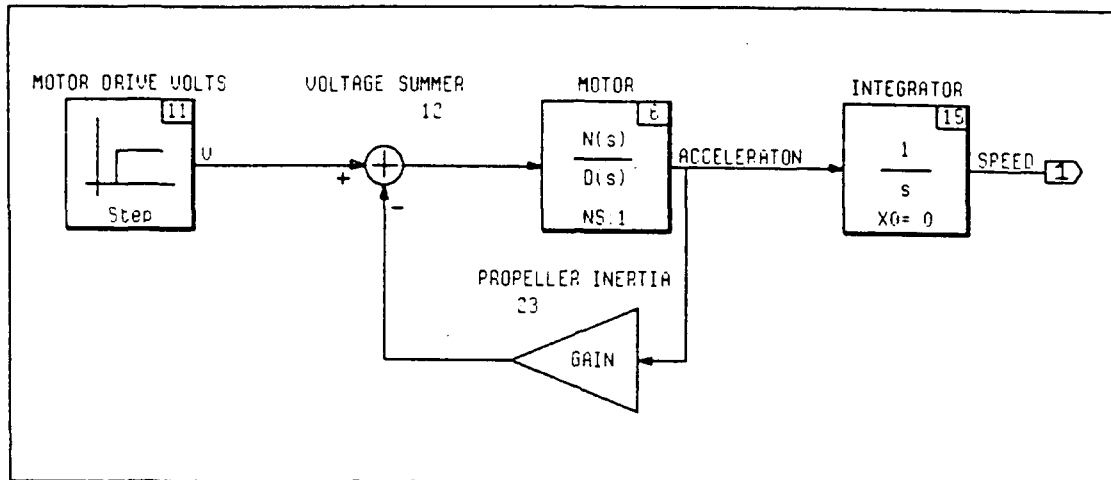 MOTOR DRIVE VOLTS
11
V
Step
VOLTAGE SUMMER
12
+
-
MOTOR
6
N(s)
D(s)
NS:1
ACCELERATON
INTEGRATOR
15
1
s
X0= 0
SPEED
1
PROPELLER INERTIA
23
GAIN